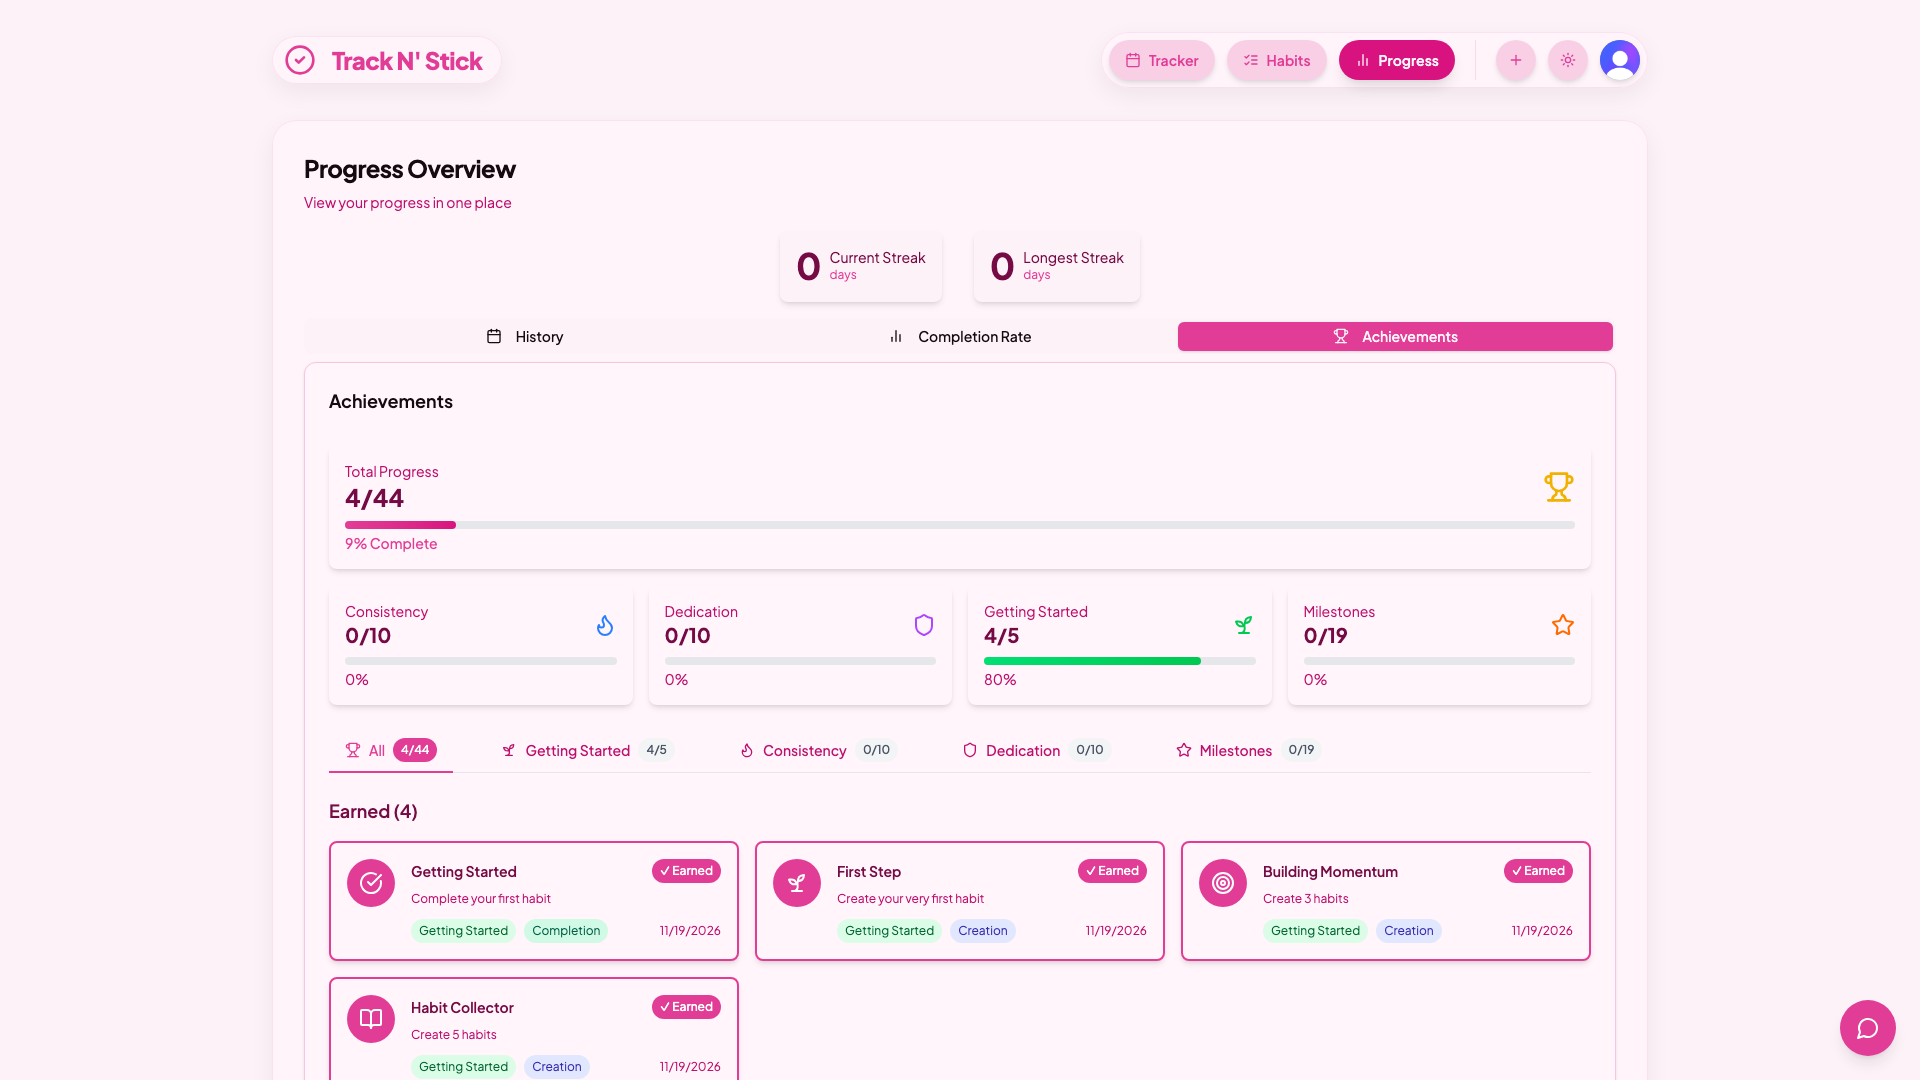 Track N' Stick
Tracker
Habits
Progress
Progress Overview
View your progress in one place
0
Current Streak
days
0
Longest Streak
days
History
Completion Rate
Achievements
Achievements
Total Progress
4/44
9% Complete
Consistency
0/10
0%
Dedication
0/10
0%
Getting Started
4/5
80%
Milestones
0/19
0%
All 4/44
Getting Started 4/5
Consistency 0/10
Dedication 0/10
Milestones 0/19
Earned (4)
Getting Started
✓ Earned
Complete your first habit
Getting Started
Completion
11/19/2026
First Step
✓ Earned
Create your very first habit
Getting Started
Creation
11/19/2026
Building Momentum
✓ Earned
Create 3 habits
Getting Started
Creation
11/19/2026
Habit Collector
✓ Earned
Create 5 habits
Getting Started
Creation
11/19/2026